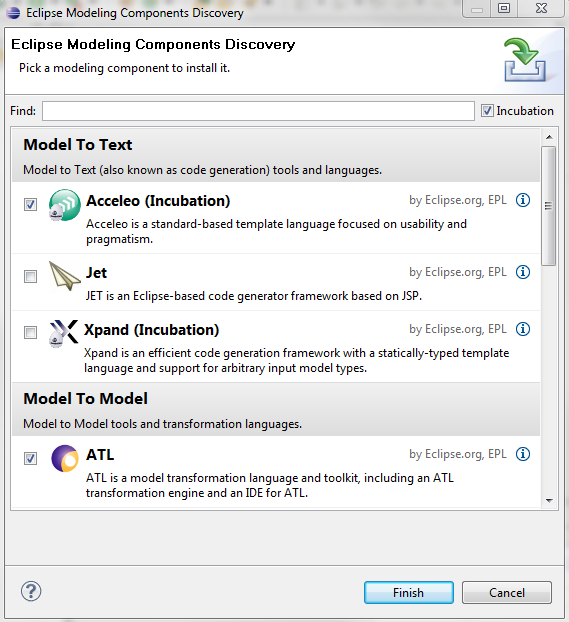 Eclipse Modeling Components Discovery
Eclipse Modeling Components Discovery
Pick a modeling component to install it.
Find:
Incubation
Model To Text
Model to Text (also known as code generation) tools and languages.
Acceleo (Incubation)
by Eclipse.org, EPL
Acceleo is a standard-based template language focused on usability and
pragmatism.
Jet
by Eclipse.org, EPL
JET is an Eclipse-based code generator framework based on JSP.
Xpand (Incubation)
by Eclipse.org, EPL
Xpand is an efficient code generation framework with a statically-typed template
language and support for arbitrary input model types.
Model To Model
Model to Model tools and transformation languages.
ATL
by Eclipse.org, EPL
ATL is a model transformation language and toolkit, including an ATL
transformation engine and an IDE for ATL.
Finish
Cancel